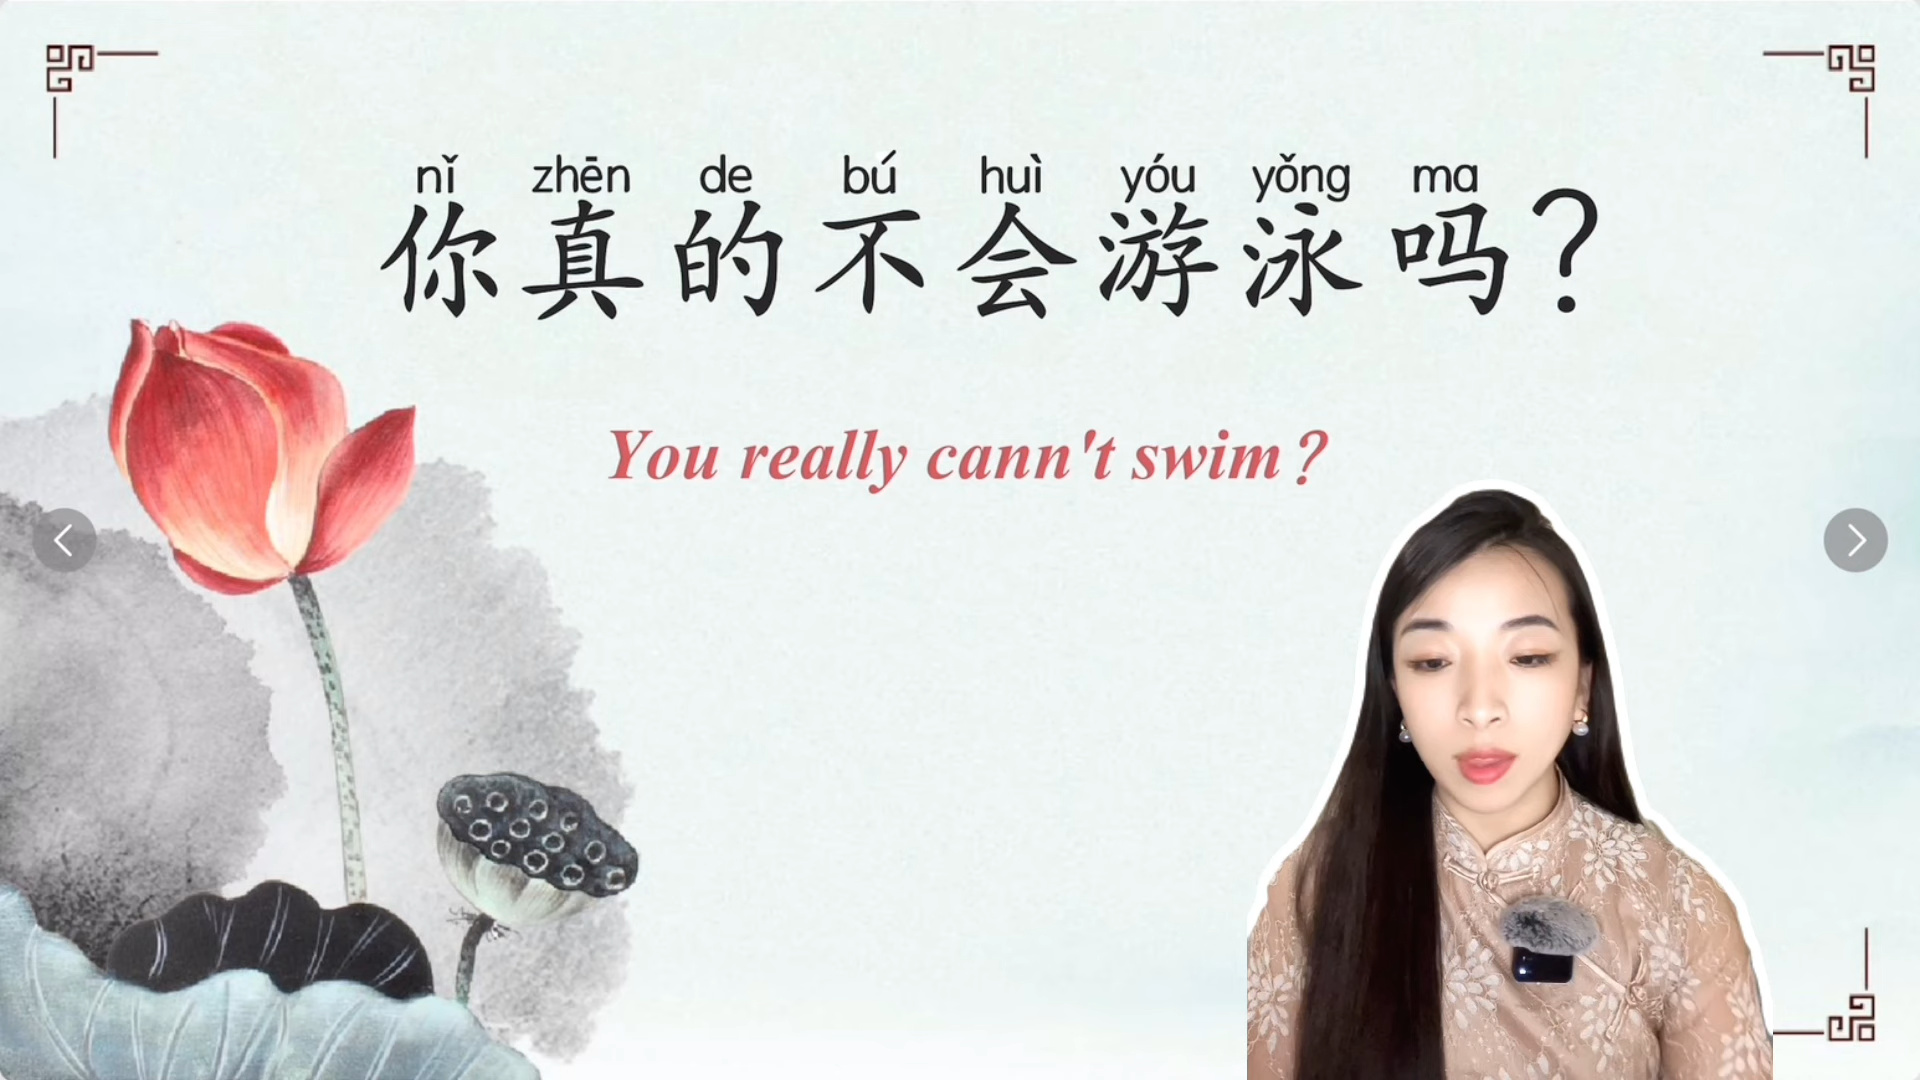 nǐ zhēn de bú huì yóu yǒng ma
你真的不会游泳吗？
You really cann't swim？